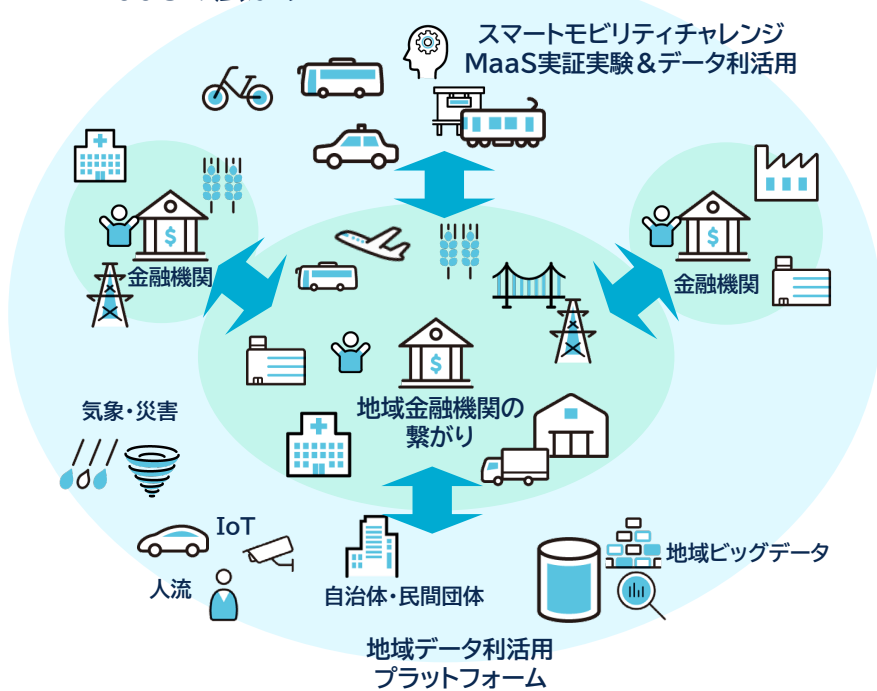 スマートモビリティチャレンジ
MaaS実証実験&データ利活用
金融機関
金融機関
地域金融機関の
繋がり
気象・災害
IoT
人流
自治体・民間団体
地域ビッグデータ
地域データ利活用
プラットフォーム